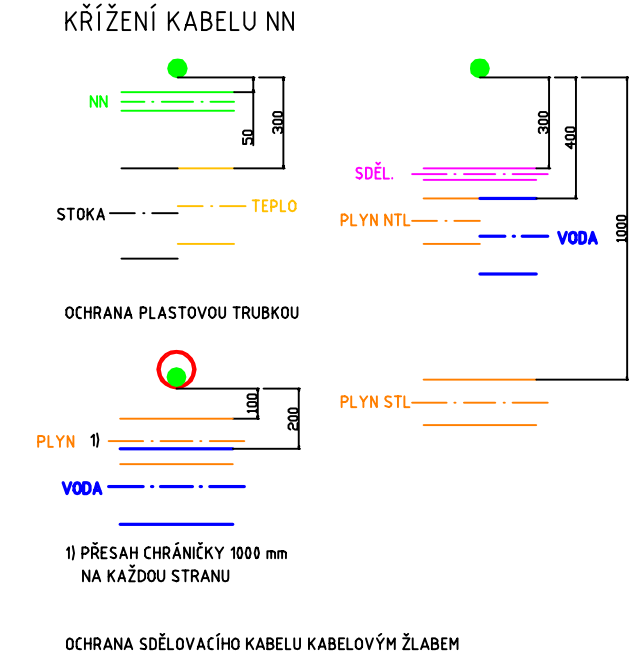 KŘÍŽENÍ KABELU NN
NN
50
300
STOKA
TEPLO
300
400
1000
SDĚL.
PLYN NTL
VODA
OCHRANA PLASTOVOU TRUBKOU
100
200
PLYN 1)
VODA
PLYN STL
1) PŘESAH CHRÁNIČKY 1000 mm
NA KAŽDOU STRANU
OCHRANA SDĚLOVACÍHO KABELU KABELOVÝM ŽLABEM